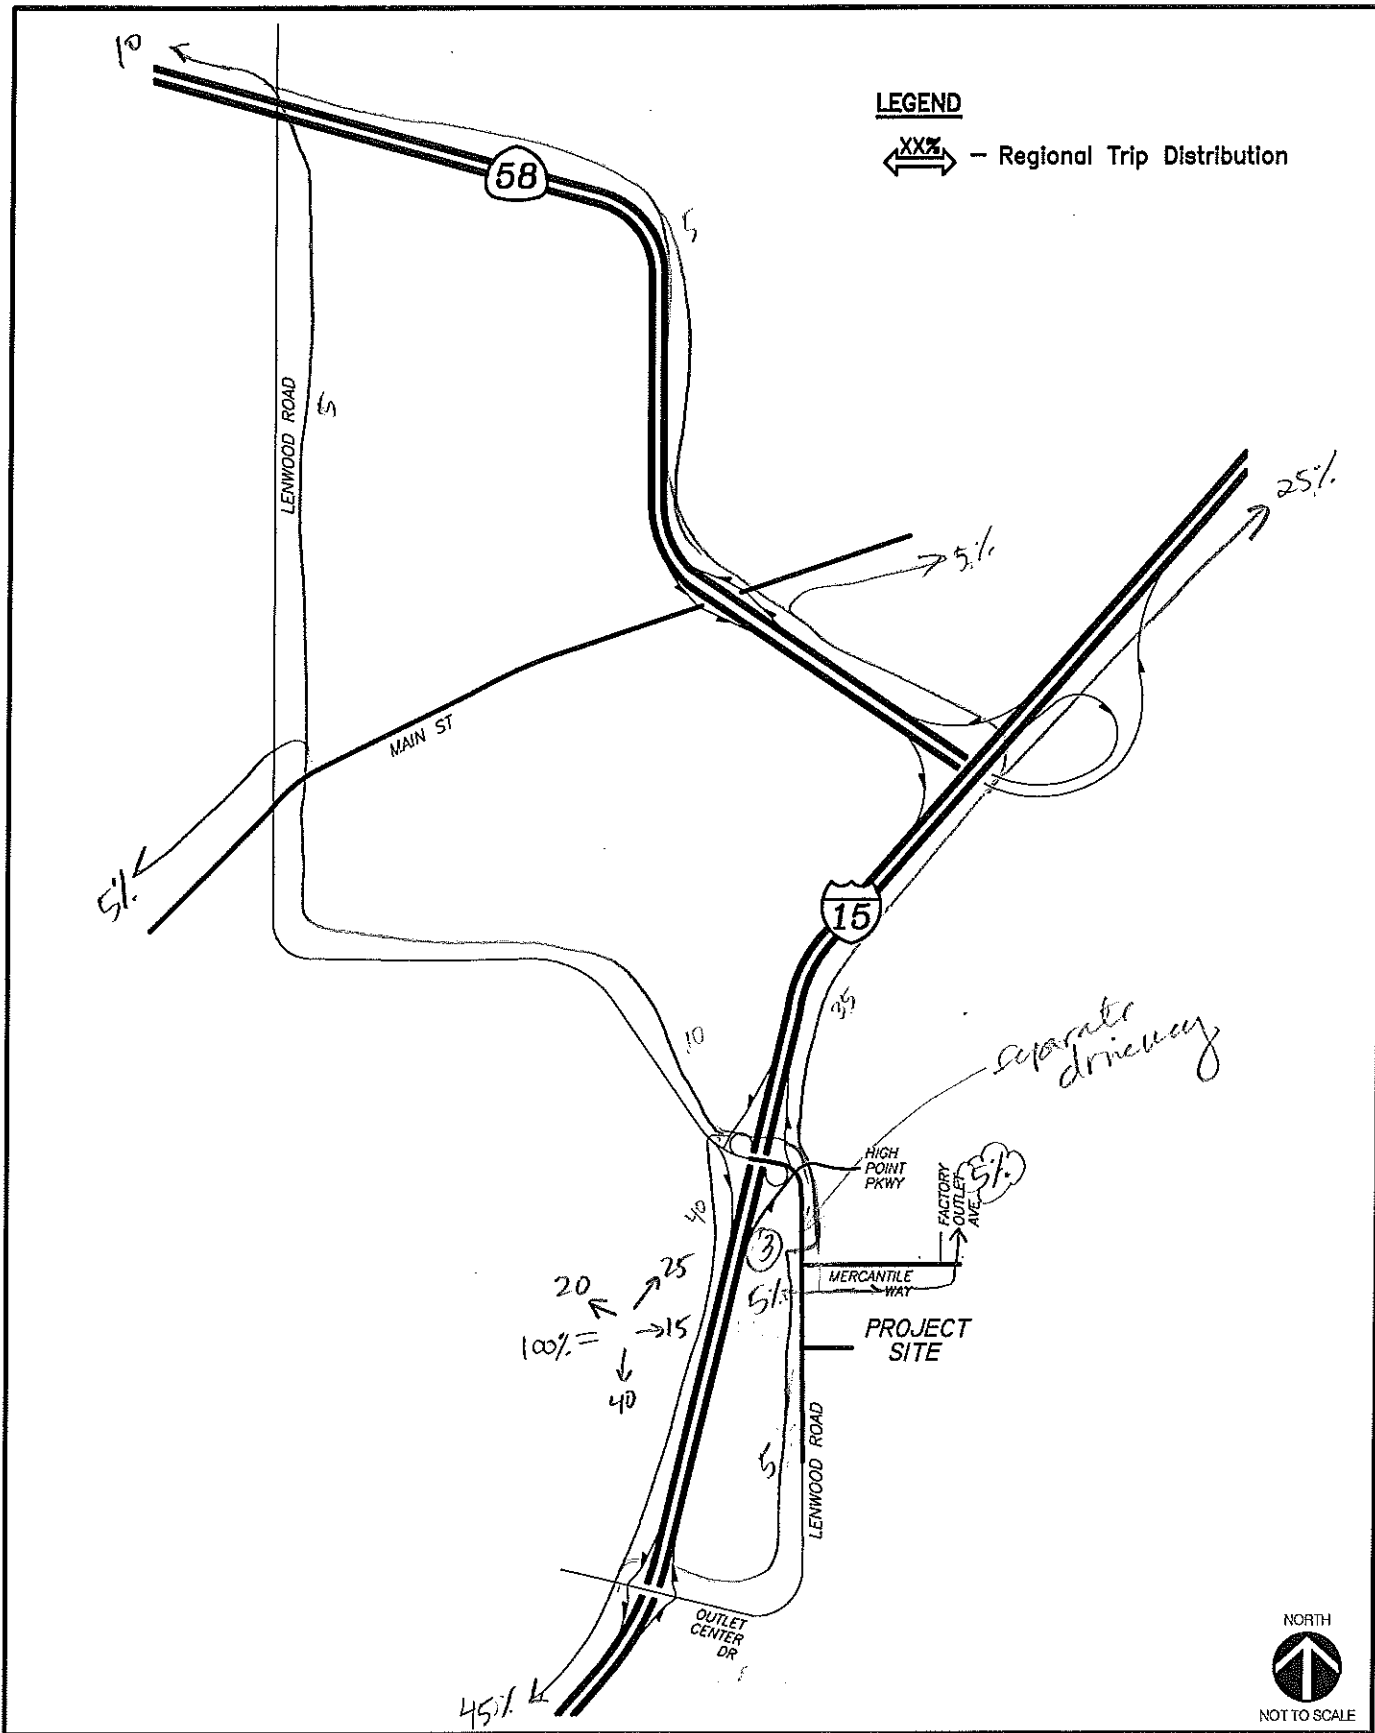 10
LEGEND
XX% - Regional Trip Distribution
58
5
LENWOOD ROAD
5
25%
5%
MAIN ST
5%
15
35
separate
driveway
10
HIGH
POINT
PKWY
FACTORY
OUTLET
AVE.
5%
40
3
MERCANTILE
WAY
5%
20
25
100% =
15
40
PROJECT
SITE
5
LENWOOD ROAD
OUTLET
CENTER
DR
45%
NORTH
NOT TO SCALE